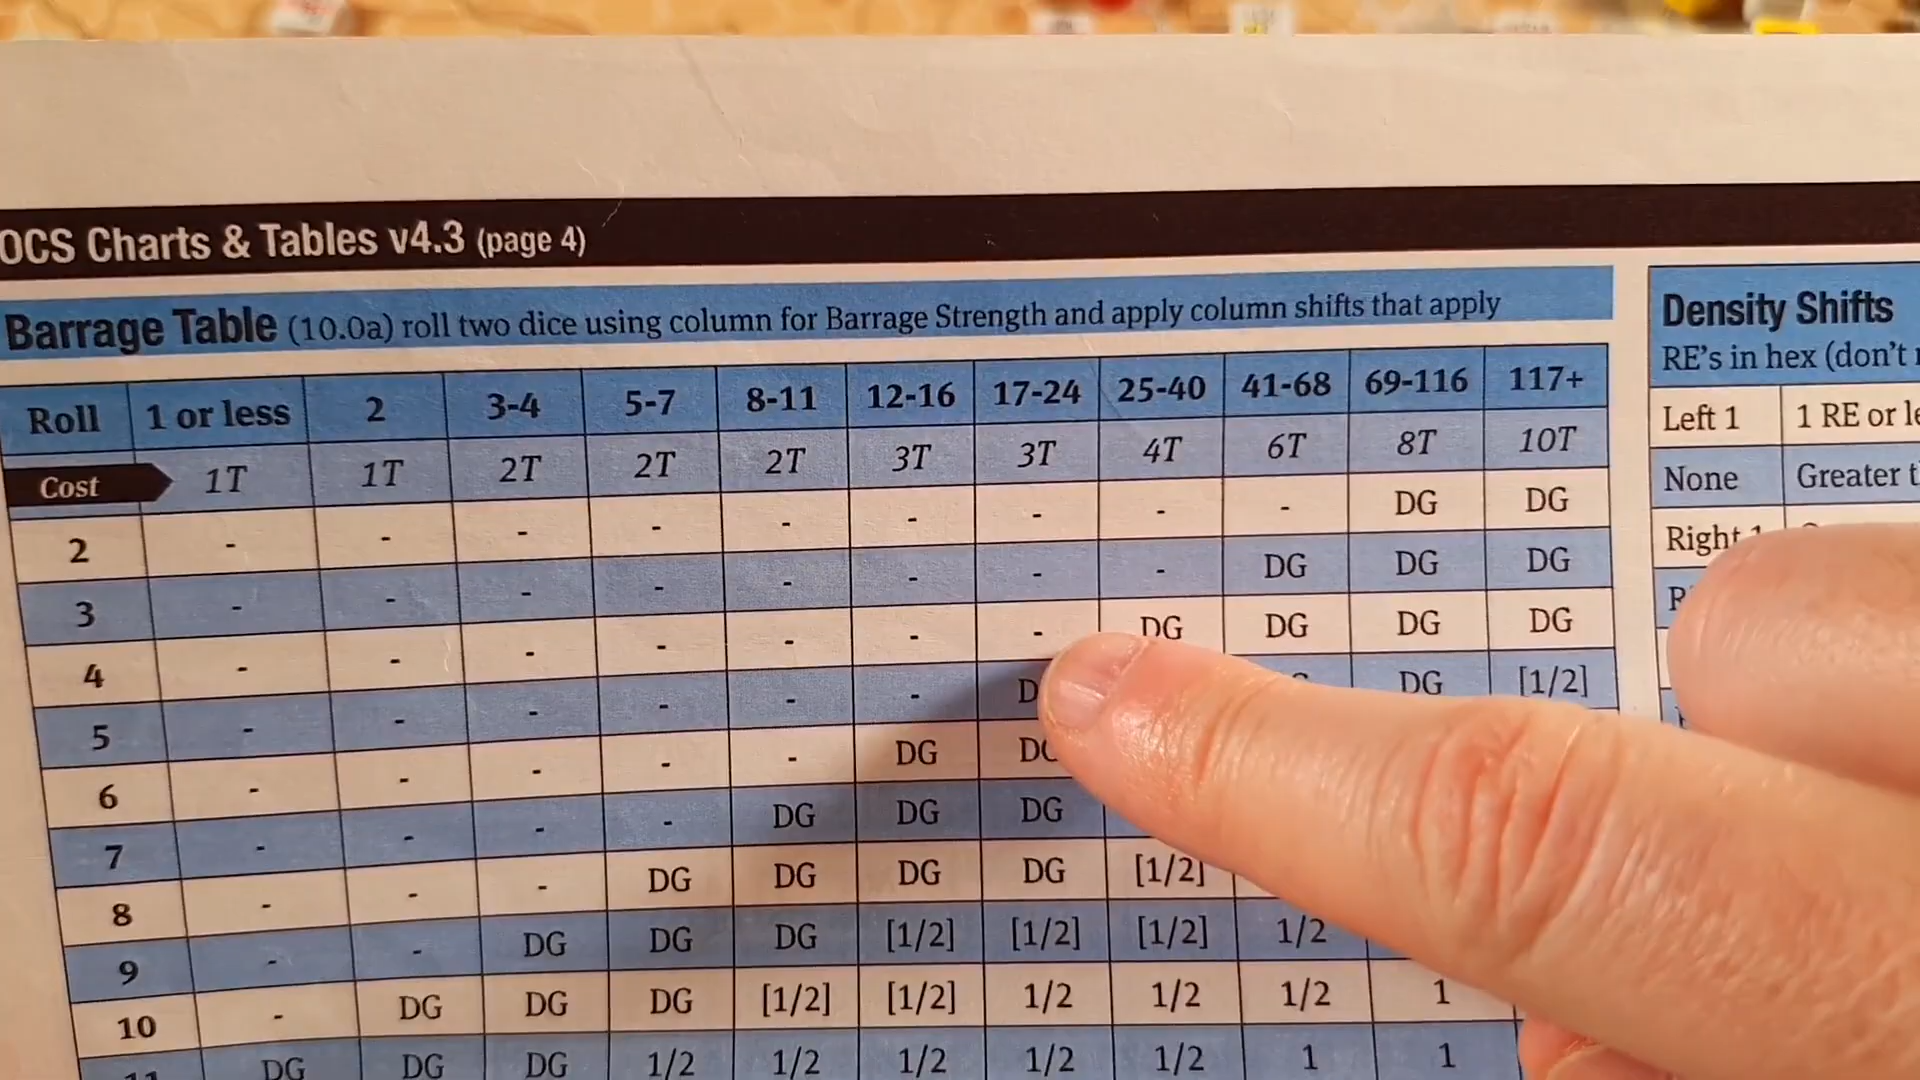 OCS Charts & Tables v4.3 (page 4)
Barrage Table (10.0a) roll two dice using column for Barrage Strength and apply column shifts that apply
Roll 1 or less 2 3-4 5-7 8-11 12-16 17-24 25-40 41-68 69-116 117+
Cost 1T 1T 2T 2T 2T 3T 3T 4T 6T 8T 10T
2 - - - - - - - - - DG DG
3 - - - - - - - - DG DG DG
4 - - - - - - - DG DG DG DG
5 - - - - - - DG [1/2]
6 - - - - - DG
7 - - - - DG DG DG
8 - - - DG DG DG DG [1/2]
9 - - DG DG DG [1/2] [1/2] [1/2] 1/2
10 - DG DG DG [1/2] [1/2] 1/2 1/2 1/2 1
11 DG DG DG 1/2 1/2 1/2 1/2 1/2 1 1
Density Shifts
RE's in hex (don't
Left 1 1 RE or
None Greater
Right